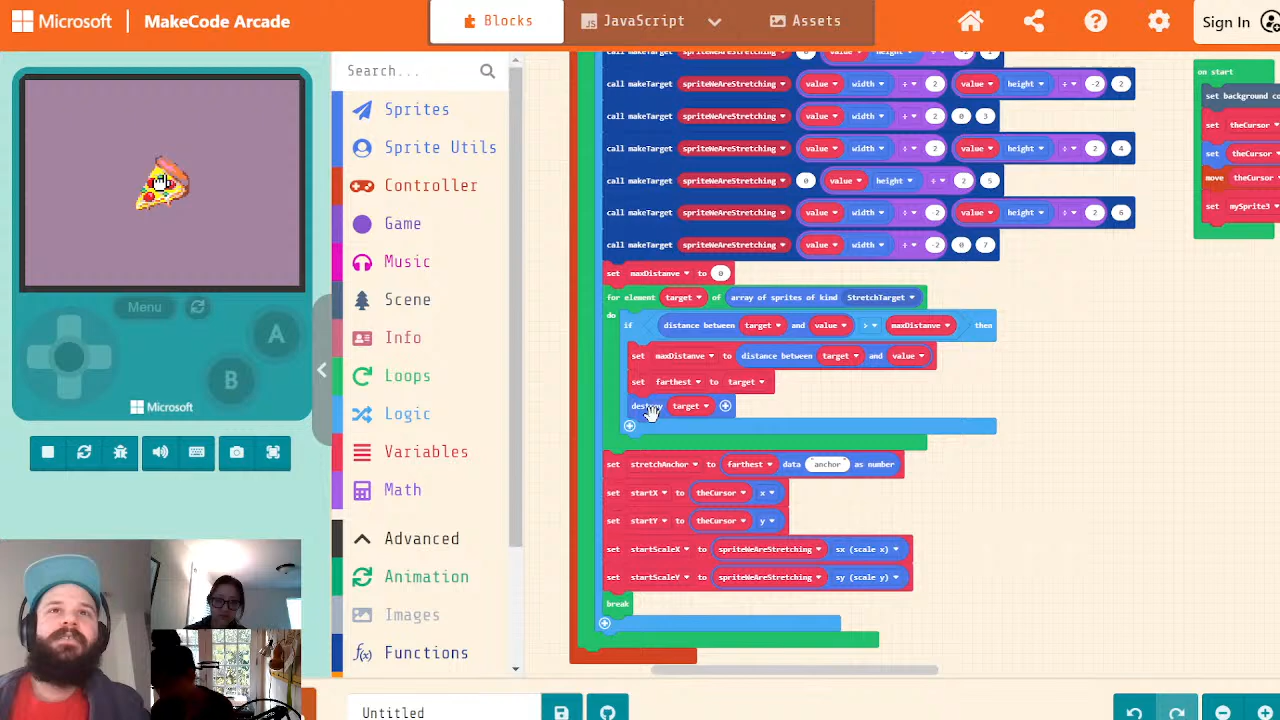 Microsoft MakeCode Arcade Blocks JavaScript Assets Sign In
Search...
Sprites
Sprite Utils
Controller
Game
Music
Scene
Info
Loops
Logic
Variables
Math
Advanced
Animation
Images
Functions
Menu
A
B
Microsoft
call makeTarget spriteWeAreStretching value width ÷ 2 value height ÷ -2 2
call makeTarget spriteWeAreStretching value width ÷ 2 0 3
call makeTarget spriteWeAreStretching value width ÷ 2 value height ÷ 2 4
call makeTarget spriteWeAreStretching 0 value height ÷ 2 5
call makeTarget spriteWeAreStretching value width ÷ -2 value height ÷ 2 6
call makeTarget spriteWeAreStretching value width ÷ -2 0 7
set maxDistanve to 0
for element target of array of sprites of kind StretchTarget
do
if distance between target and value > maxDistanve then
set maxDistanve to distance between target and value
set farthest to target
destroy target
set stretchAnchor to farthest data "anchor" as number
set startX to theCursor x
set startY to theCursor y
set startScaleX to spriteWeAreStretching sx (scale x)
set startScaleY to spriteWeAreStretching sy (scale y)
break
on start
set background co
set theCursor
set theCursor
move theCursor
set mySprite3
Untitled